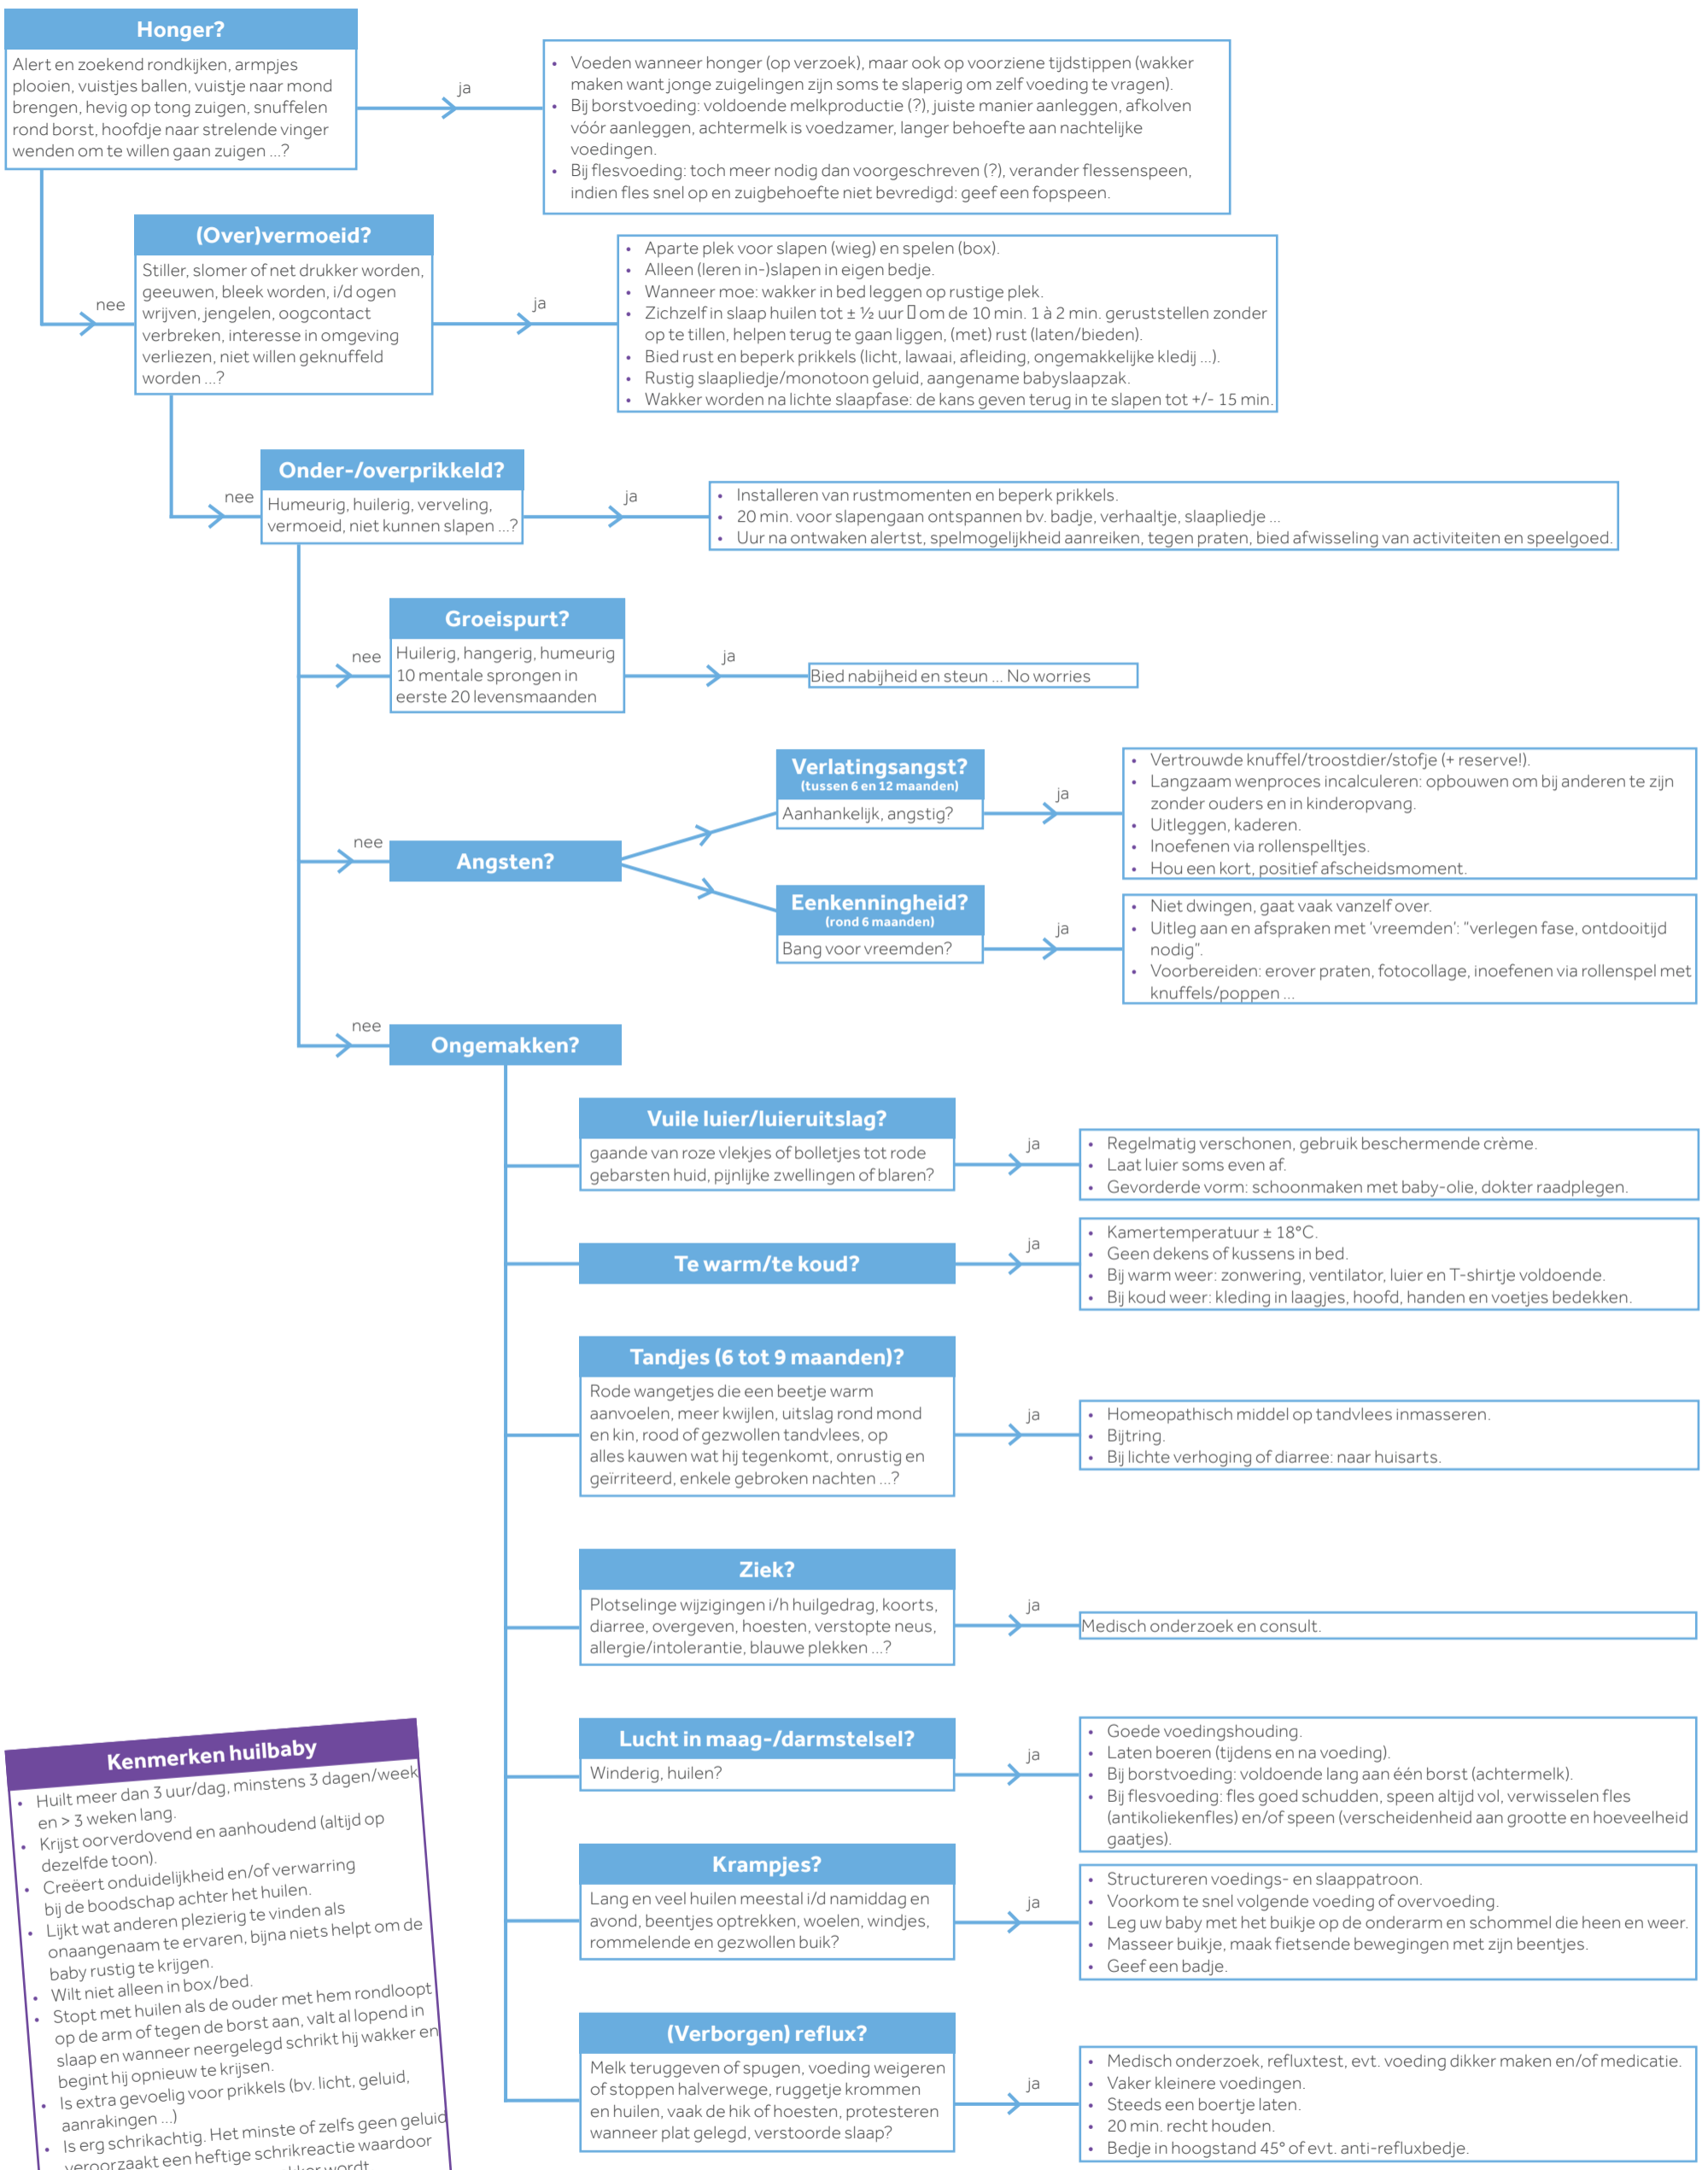 Honger?
Alert en zoekend rondkijken, armpjes
plooien, vuistjes ballen, vuistje naar mond
brengen, hevig op tong zuigen, snuffelen
rond borst, hoofdje naar strelende vinger
wenden om te willen gaan zuigen ...?
ja
• Voeden wanneer honger (op verzoek), maar ook op voorziene tijdstippen (wakker
maken want jonge zuigelingen zijn soms te slaperig om zelf voeding te vragen).
• Bij borstvoeding: voldoende melkproductie (?), juiste manier aanleggen, afkolven
vóór aanleggen, achtermelk is voedzamer, langer behoefte aan nachtelijke
voedingen.
• Bij flesvoeding: toch meer nodig dan voorgeschreven (?), verander flessenspeen,
indien fles snel op en zuigbehoefte niet bevredigd: geef een fopspeen.
nee
(Over)vermoeid?
Stiller, slomer of net drukker worden,
geeuwen, bleek worden, i/d ogen
wrijven, jengelen, oogcontact
verbreken, interesse in omgeving
verliezen, niet willen geknuffeld
worden ...?
ja
• Aparte plek voor slapen (wieg) en spelen (box).
• Alleen (leren in-)slapen in eigen bedje.
• Wanneer moe: wakker in bed leggen op rustige plek.
• Zichzelf in slaap huilen tot ± ½ uur ▯ om de 10 min. 1 à 2 min. geruststellen zonder
op te tillen, helpen terug te gaan liggen, (met) rust (laten/bieden).
• Bied rust en beperk prikkels (licht, lawaai, afleiding, ongemakkelijke kledij ...).
• Rustig slaapliedje/monotoon geluid, aangename babyslaapzak.
• Wakker worden na lichte slaapfase: de kans geven terug in te slapen tot +/- 15 min.
nee
Onder-/overprikkeld?
Humeurig, huilerig, verveling,
vermoeid, niet kunnen slapen ...?
ja
• Installeren van rustmomenten en beperk prikkels.
• 20 min. voor slapengaan ontspannen bv. badje, verhaaltje, slaapliedje ...
• Uur na ontwaken alertst, spelmogelijkheid aanreiken, tegen praten, bied afwisseling van activiteiten en speelgoed.
nee
Groeispurt?
Huilerig, hangerig, humeurig
10 mentale sprongen in
eerste 20 levensmaanden
ja
Bied nabijheid en steun ... No worries
nee
Angsten?
Verlatingsangst?
(tussen 6 en 12 maanden)
Aanhankelijk, angstig?
ja
• Vertrouwde knuffel/troostdier/stofje (+ reserve!).
• Langzaam wenproces incalculeren: opbouwen om bij anderen te zijn
zonder ouders en in kinderopvang.
• Uitleggen, kaderen.
• Inoefenen via rollenspelltjes.
• Hou een kort, positief afscheidsmoment.
Eenkenningheid?
(rond 6 maanden)
Bang voor vreemden?
ja
• Niet dwingen, gaat vaak vanzelf over.
• Uitleg aan en afspraken met ‘vreemden’: “verlegen fase, ontdooitijd
nodig”.
• Voorbereiden: erover praten, fotocollage, inoefenen via rollenspel met
knuffels/poppen ...
nee
Ongemakken?
Vuile luier/luieruitslag?
gaande van roze vlekjes of bolletjes tot rode
gebarsten huid, pijnlijke zwellingen of blaren?
ja
• Regelmatig verschonen, gebruik beschermende crème.
• Laat luier soms even af.
• Gevorderde vorm: schoonmaken met baby-olie, dokter raadplegen.
Te warm/te koud?
ja
• Kamertemperatuur ± 18°C.
• Geen dekens of kussens in bed.
• Bij warm weer: zonwering, ventilator, luier en T-shirtje voldoende.
• Bij koud weer: kleding in laagjes, hoofd, handen en voetjes bedekken.
Tandjes (6 tot 9 maanden)?
Rode wangetjes die een beetje warm
aanvoelen, meer kwijlen, uitslag rond mond
en kin, rood of gezwollen tandvlees, op
alles kauwen wat hij tegenkomt, onrustig en
geïrriteerd, enkele gebroken nachten ...?
ja
• Homeopathisch middel op tandvlees inmasseren.
• Bijtring.
• Bij lichte verhoging of diarree: naar huisarts.
Ziek?
Plotselinge wijzigingen i/h huilgedrag, koorts,
diarree, overgeven, hoesten, verstopte neus,
allergie/intolerantie, blauwe plekken ...?
ja
Medisch onderzoek en consult.
Lucht in maag-/darmstelsel?
Winderig, huilen?
ja
• Goede voedingshouding.
• Laten boeren (tijdens en na voeding).
• Bij borstvoeding: voldoende lang aan één borst (achtermelk).
• Bij flesvoeding: fles goed schudden, speen altijd vol, verwisselen fles
(antikoliekenfles) en/of speen (verscheidenheid aan grootte en hoeveelheid
gaatjes).
Krampjes?
Lang en veel huilen meestal i/d namiddag en
avond, beentjes optrekken, woelen, windjes,
rommelende en gezwollen buik?
ja
• Structureren voedings- en slaappatroon.
• Voorkom te snel volgende voeding of overvoeding.
• Leg uw baby met het buikje op de onderarm en schommel die heen en weer.
• Masseer buikje, maak fietsende bewegingen met zijn beentjes.
• Geef een badje.
(Verborgen) reflux?
Melk teruggeven of spugen, voeding weigeren
of stoppen halverwege, ruggetje krommen
en huilen, vaak de hik of hoesten, protesteren
wanneer plat gelegd, verstoorde slaap?
ja
• Medisch onderzoek, refluxtest, evt. voeding dikker maken en/of medicatie.
• Vaker kleinere voedingen.
• Steeds een boertje laten.
• 20 min. recht houden.
• Bedje in hoogstand 45° of evt. anti-refluxbedje.
Kenmerken huilbaby
• Huilt meer dan 3 uur/dag, minstens 3 dagen/week
en > 3 weken lang.
• Krijst oorverdovend en aanhoudend (altijd op
dezelfde toon).
• Creëert onduidelijkheid en/of verwarring
bij de boodschap achter het huilen.
• Lijkt wat anderen plezierig te vinden als
onaangenaam te ervaren, bijna niets helpt om de
baby rustig te krijgen.
• Wilt niet alleen in box/bed.
• Stopt met huilen als de ouder met hem rondloopt
op de arm of tegen de borst aan, valt al lopend in
slaap en wanneer neergelegd schrikt hij wakker en
begint hij opnieuw te krijsen.
• Is extra gevoelig voor prikkels (bv. licht, geluid,
aanrakingen ...)
• Is erg schrikachtig. Het minste of zelfs geen geluid
veroorzaakt een heftige schrikreactie waardoor
wordt